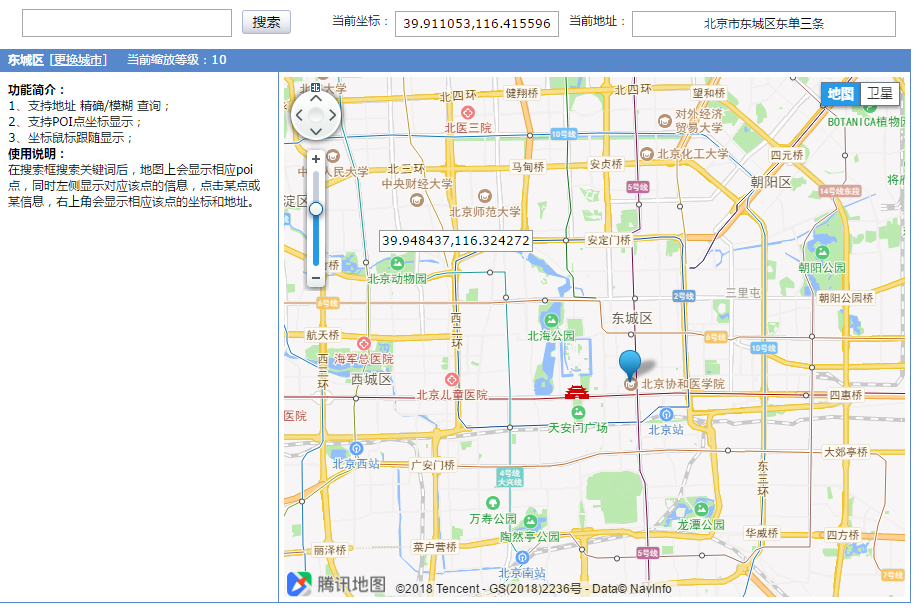 搜索
当前坐标：
39.911053,116.415596
当前地址：
北京市东城区东单三条
东城区 [更换城市] 当前缩放等级：10
功能简介：
1、支持地址 精确/模糊 查询；
2、支持POI点坐标显示；
3、坐标鼠标跟随显示；
使用说明：
在搜索框搜索关键词后，地图上会显示相应poi
点，同时左侧显示对应该点的信息，点击某点或
某信息，右上角会显示相应该点的坐标和地址。
地图
卫星
北
大学
北四环
健翔桥
北四环
望和桥
北医三院
10号线
对外经济
贸易大学
BOTANICA植物
人民大学
北三环
马甸桥
安贞桥
北京化工大学
四元桥
中央财经大学
5号线
朝阳区
14号线东段
将府
北京师范大学
39.948437,116.324272
安定门桥
北京动物园
朝阳公园
2号线
三里屯
朝阳公园桥
6号线
西二环
东城区
航天桥
北海公园
6号线
10号线
海军总医院
西三环
西城区
北京儿童医院
北京协和医学院
四惠桥
医院
天安门广场
北京站
北京西站
广安门桥
大郊亭桥
4号线
大兴线
东三环
万寿公园
陶然亭公园
龙潭公园
华威桥
四方桥
丽泽桥
菜户营桥
5号线
北京南站
7号线
腾讯地图
©2018 Tencent - GS(2018)2236号 - Data© NavInfo